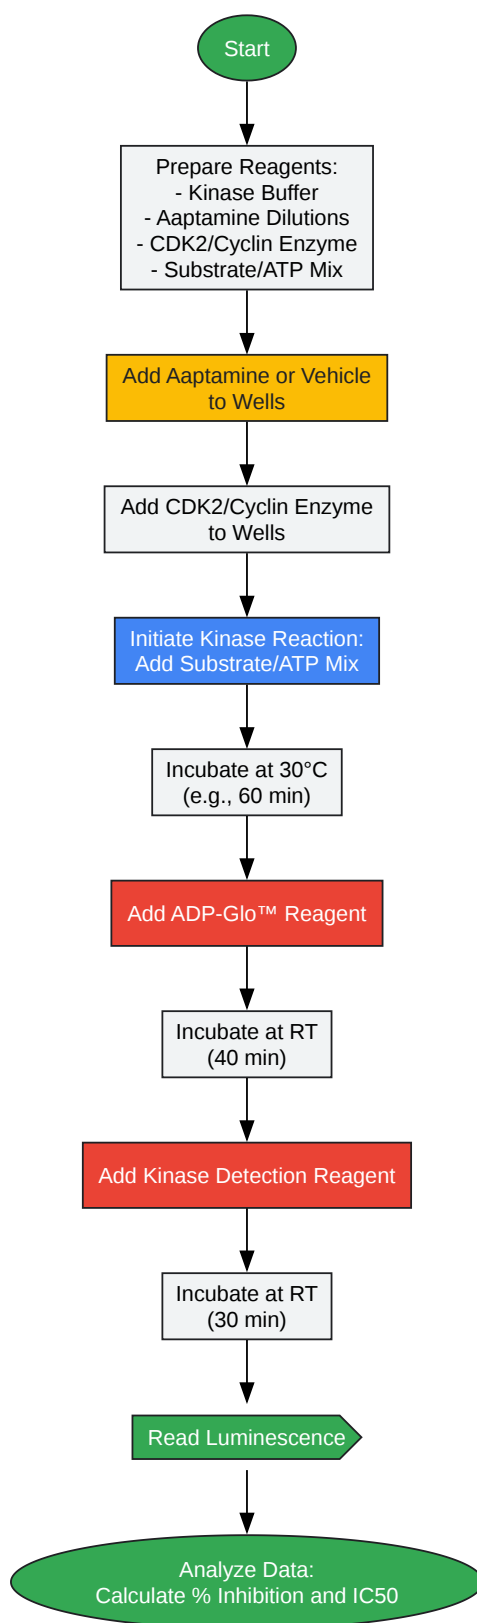 Start
Prepare Reagents:
- Kinase Buffer
- Aaptamine Dilutions
- CDK2/Cyclin Enzyme
- Substrate/ATP Mix
Add Aaptamine or Vehicle
to Wells
Add CDK2/Cyclin Enzyme
to Wells
Initiate Kinase Reaction:
Add Substrate/ATP Mix
Incubate at 30°C
(e.g., 60 min)
Add ADP-Glo™ Reagent
Incubate at RT
(40 min)
Add Kinase Detection Reagent
Incubate at RT
(30 min)
Read Luminescence
Analyze Data:
Calculate % Inhibition and IC50